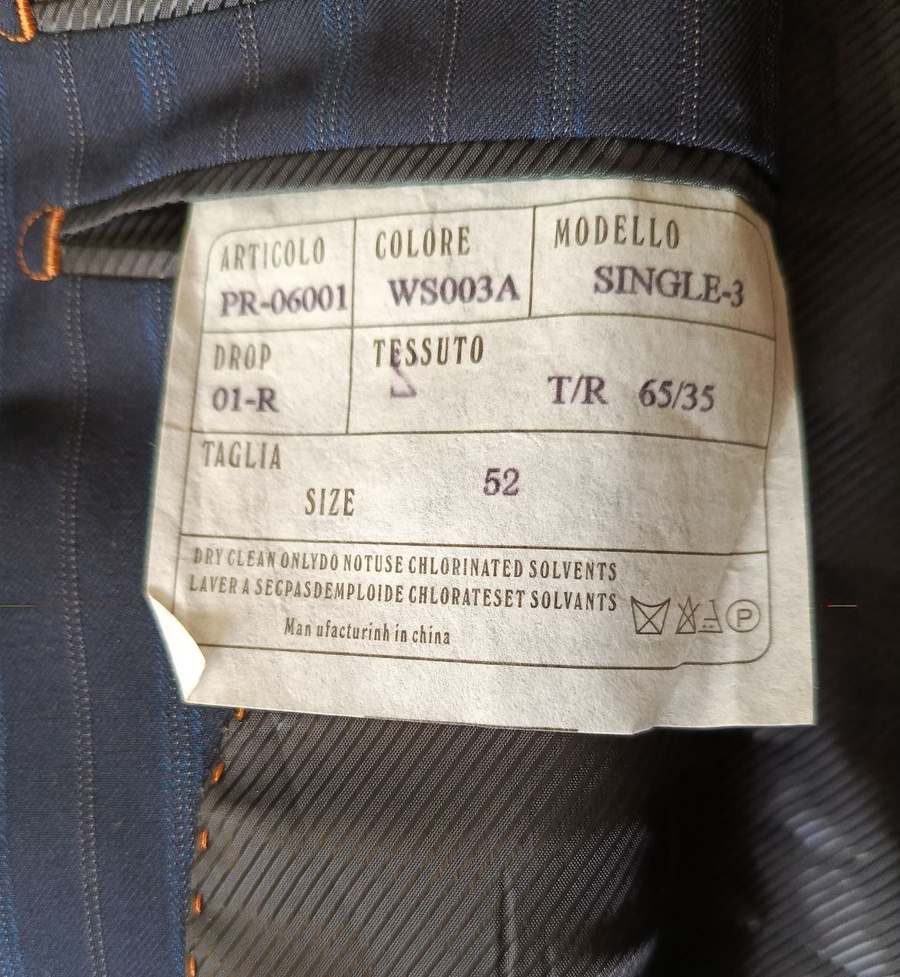 ARTICOLO COLORE MODELLO
PR-06001 WS003A SINGLE-3
DROP TESSUTO
01-R T/R 65/35
TAGLIA
SIZE 52
DRY CLEAN ONLYDO NOTUSE CHLORINATED SOLVENTS
LAVER A SECPASDEMPLOIDE CHLORATESET SOLVANTS
P
Man ufacturinh in china